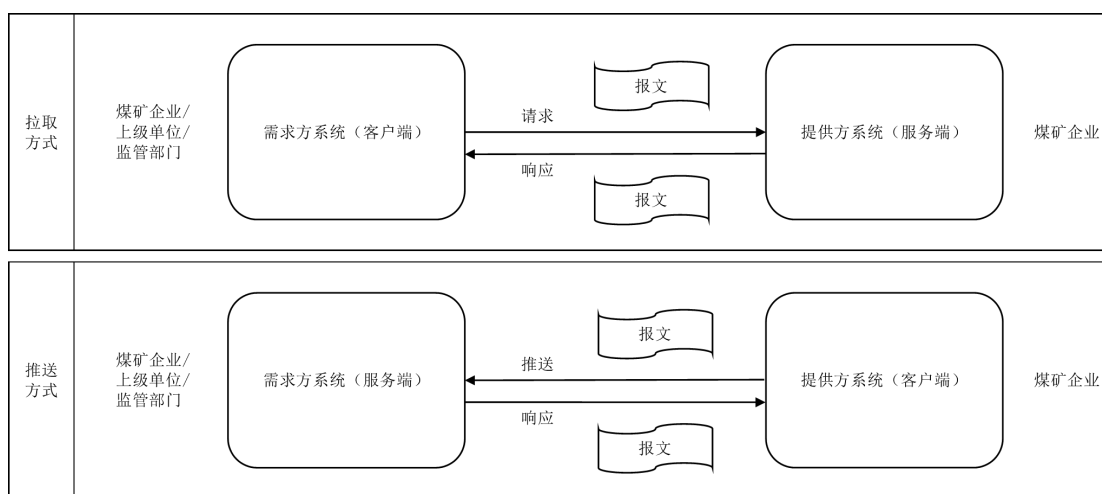 拉取
方式
煤矿企业/
上级单位/
监管部门
需求方系统（客户端）
报文
请求
响应
报文
提供方系统（服务端）
煤矿企业
推送
方式
煤矿企业/
上级单位/
监管部门
需求方系统（服务端）
报文
推送
响应
报文
提供方系统（客户端）
煤矿企业